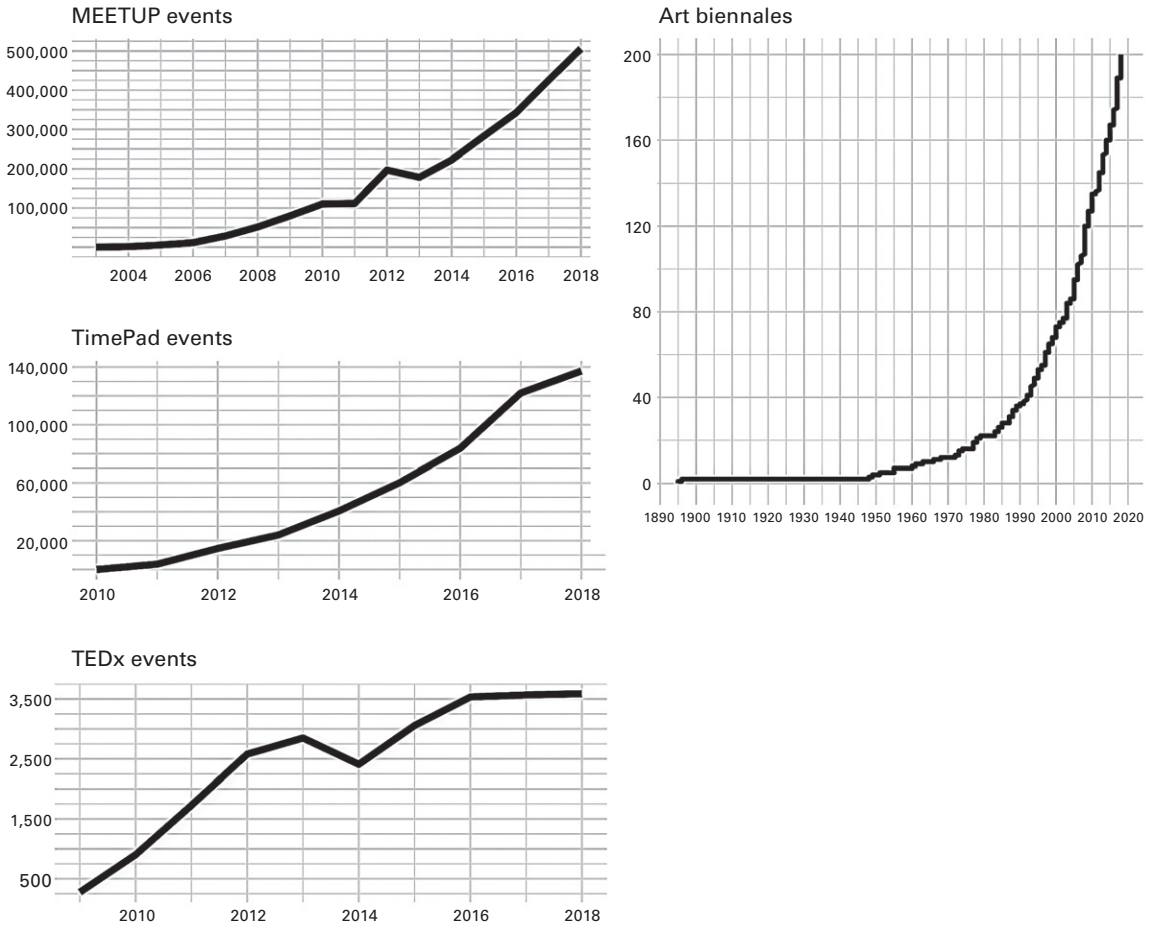 MEETUP events
500,000
400,000
300,000
200,000
100,000
2004 2006 2008 2010 2012 2014 2016 2018
TimePad events
140,000
100,000
60,000
20,000
2010 2012 2014 2016 2018
TEDx events
3,500
2,500
1,500
500
2010 2012 2014 2016 2018
Art biennales
200
160
120
80
40
0
1890 1900 1910 1920 1930 1940 1950 1960 1970 1980 1990 2000 2010 2020